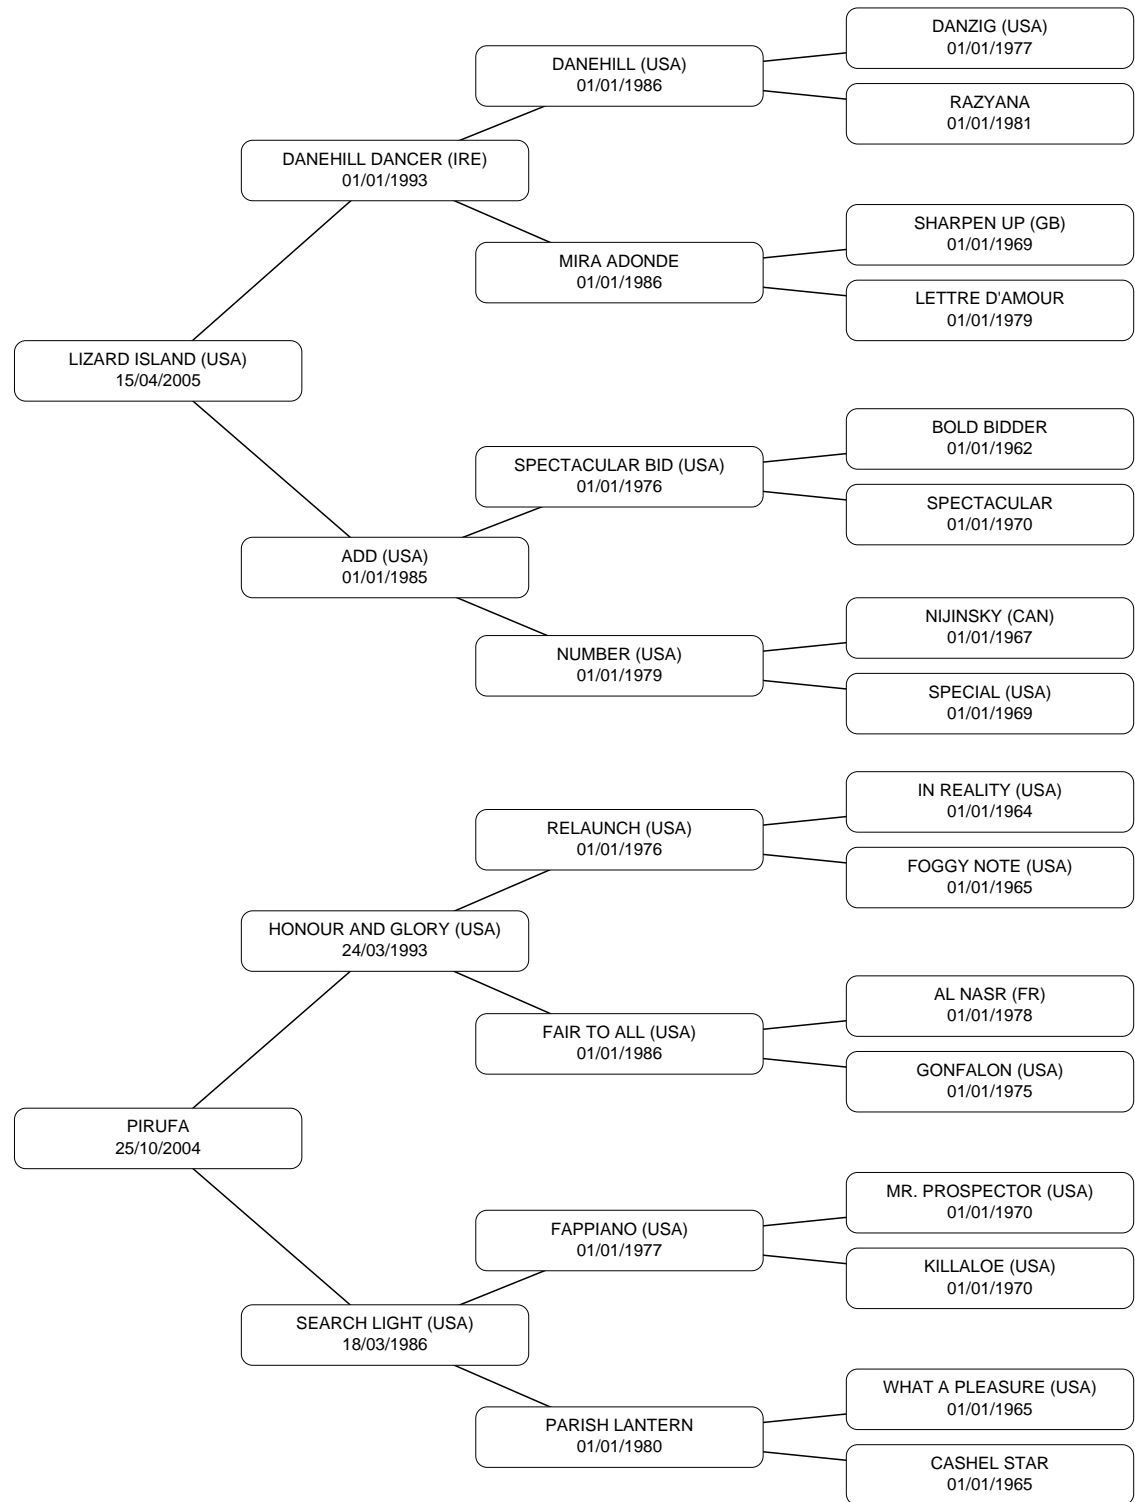 DANZIG (USA)
01/01/1977
DANEHILL (USA)
01/01/1986
RAZYANA
01/01/1981
DANEHILL DANCER (IRE)
01/01/1993
SHARPEN UP (GB)
01/01/1969
MIRA ADONDE
01/01/1986
LETTRE D'AMOUR
01/01/1979
LIZARD ISLAND (USA)
15/04/2005
BOLD BIDDER
01/01/1962
SPECTACULAR BID (USA)
01/01/1976
SPECTACULAR
01/01/1970
ADD (USA)
01/01/1985
NIJINSKY (CAN)
01/01/1967
NUMBER (USA)
01/01/1979
SPECIAL (USA)
01/01/1969
IN REALITY (USA)
01/01/1964
RELAUNCH (USA)
01/01/1976
FOGGY NOTE (USA)
01/01/1965
HONOUR AND GLORY (USA)
24/03/1993
AL NASR (FR)
01/01/1978
FAIR TO ALL (USA)
01/01/1986
GONFALON (USA)
01/01/1975
PIRUFA
25/10/2004
MR. PROSPECTOR (USA)
01/01/1970
FAPPIANO (USA)
01/01/1977
KILLALOE (USA)
01/01/1970
SEARCH LIGHT (USA)
18/03/1986
WHAT A PLEASURE (USA)
01/01/1965
PARISH LANTERN
01/01/1980
CASHEL STAR
01/01/1965